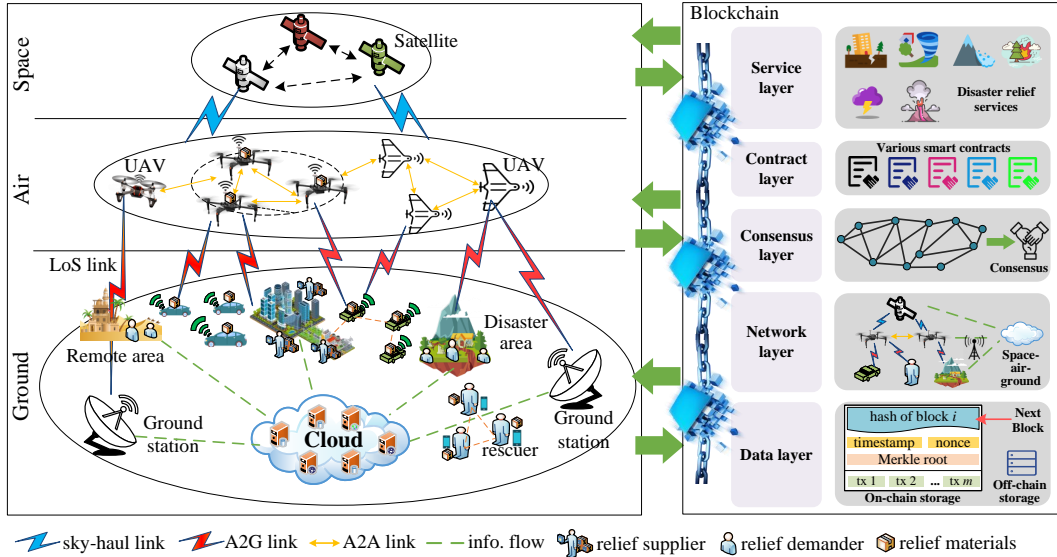 Space
Satellite
Air
UAV
UAV
Ground
LoS link
Remote area
Disaster
area
Ground
station
Cloud
rescuer
Ground
station
Blockchain
Service
layer
Disaster relief
services
Contract
layer
Various smart contracts
Consensus
layer
Consensus
Network
layer
Space-
air-
ground
Data layer
hash of block i
Next
Block
timestamp
nonce
Merkle root
tx 1
tx 2
...
tx m
On-chain storage
Off-chain
storage
sky-haul link
A2G link
A2A link
info. flow
relief supplier
relief demander
relief materials